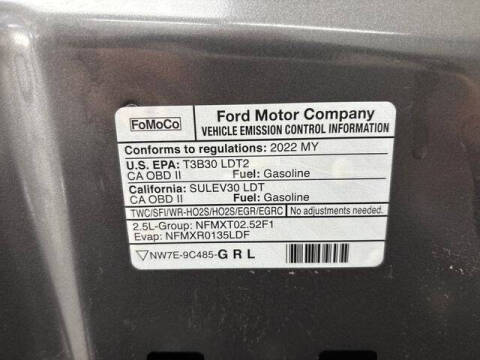 FoMoCo
Ford Motor Company
VEHICLE EMISSION CONTROL INFORMATION
Conforms to regulations: 2022 MY
U.S. EPA: T3B30 LDT2
CA OBD II Fuel: Gasoline
California: SULEV30 LDT
CA OBD II Fuel: Gasoline
TWC/SFI/WR-HO2S/HO2S/EGR/EGRC No adjustments needed.
2.5L-Group: NFMXT02.52F1
Evap: NFMXR0135LDF
NW7E-9C485-G R L